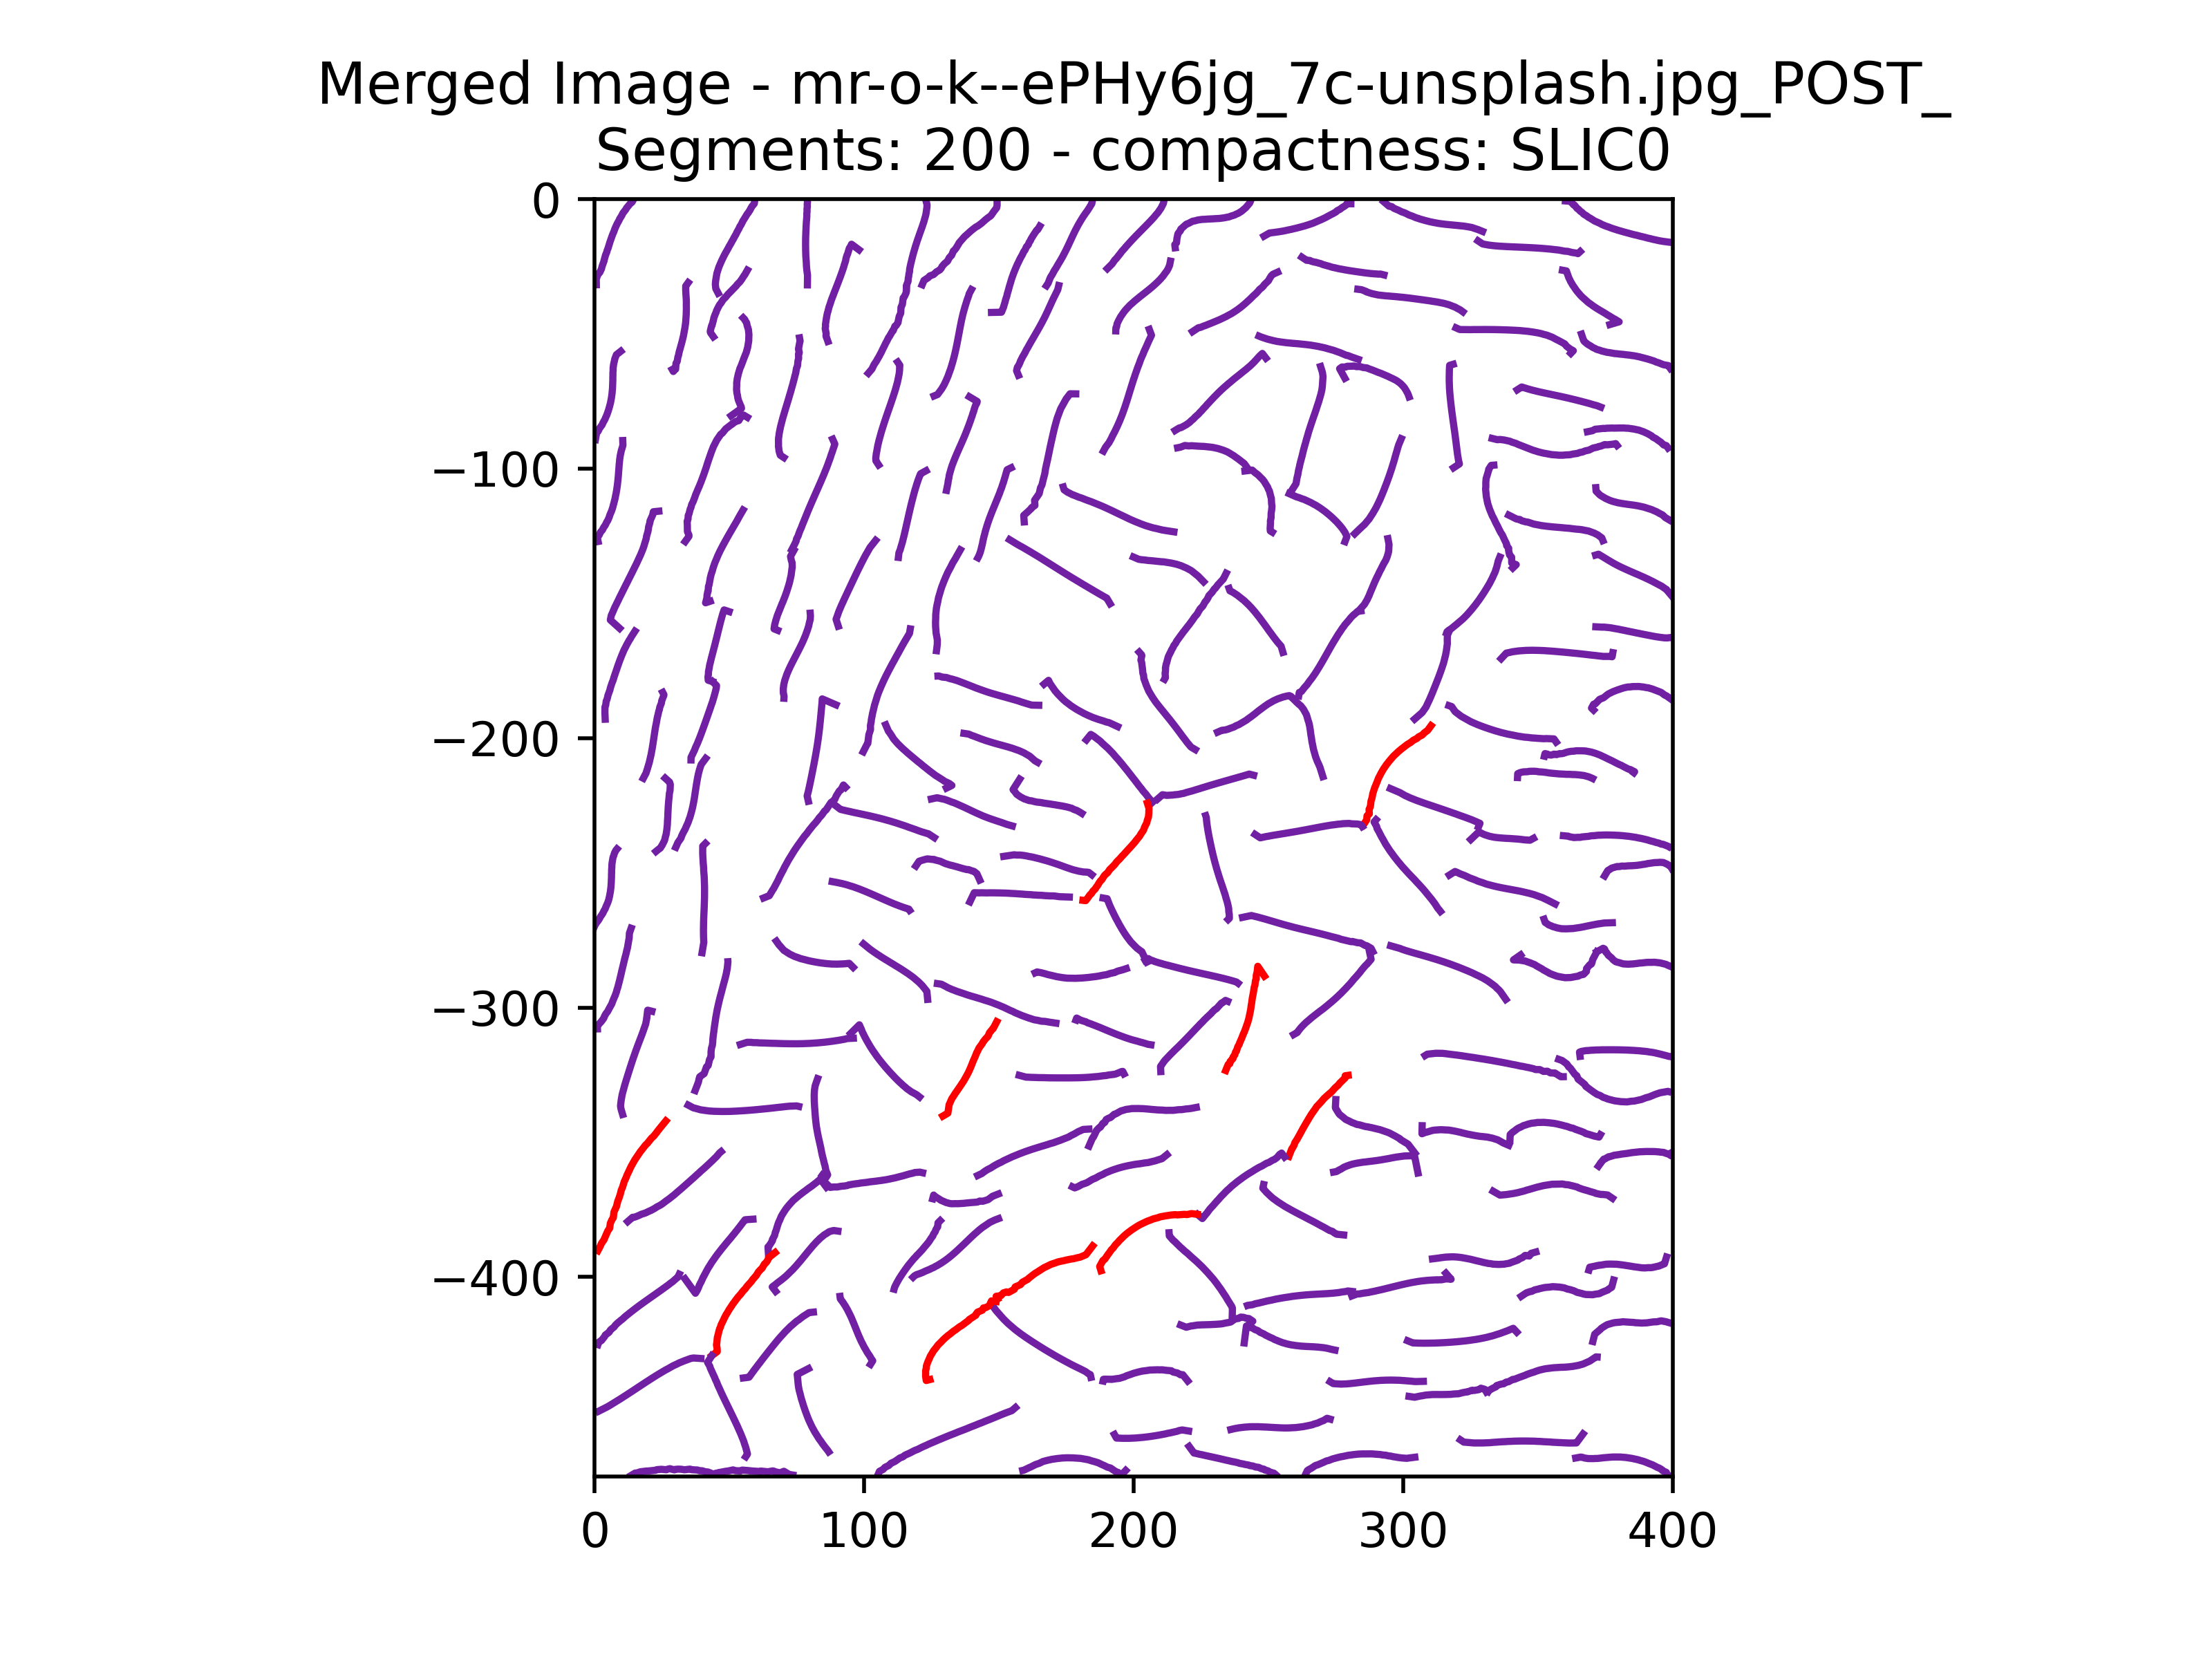 Merged Image - mr-o-k--ePHy6jg_7c-unsplash.jpg_POST_
Segments: 200 - compactness: SLIC0
0
−100
−200
−300
−400
0 100 200 300 400